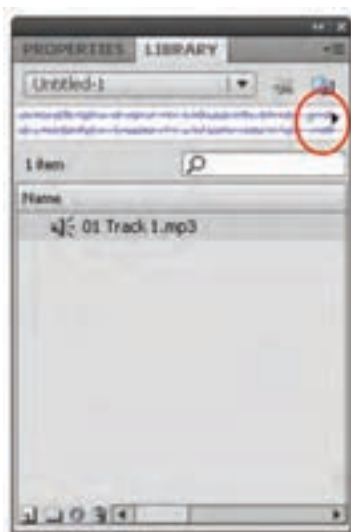 PROPERTIES LIBRARY
Untitled-1
1 item
Name
01 Track 1.mp3